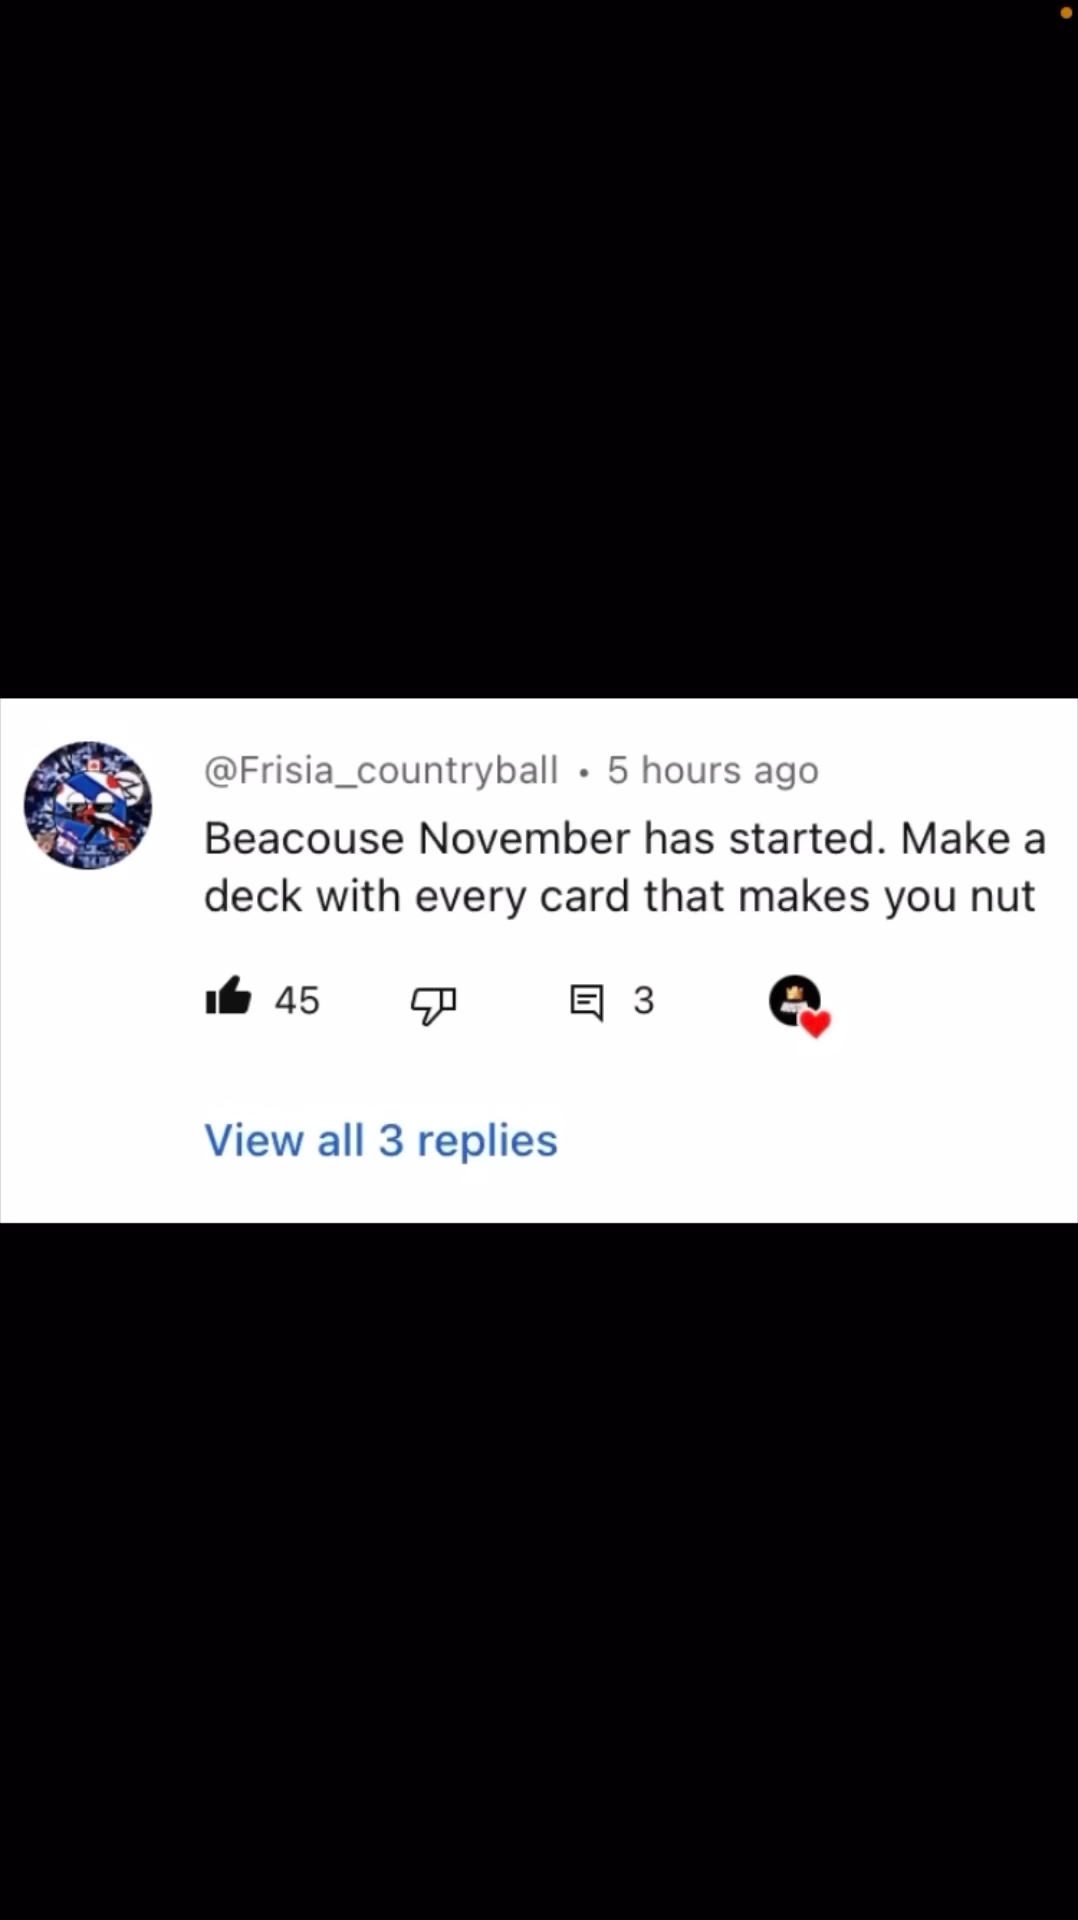 @Frisia_countryball • 5 hours ago
Beacouse November has started. Make a
deck with every card that makes you nut
45
3
View all 3 replies